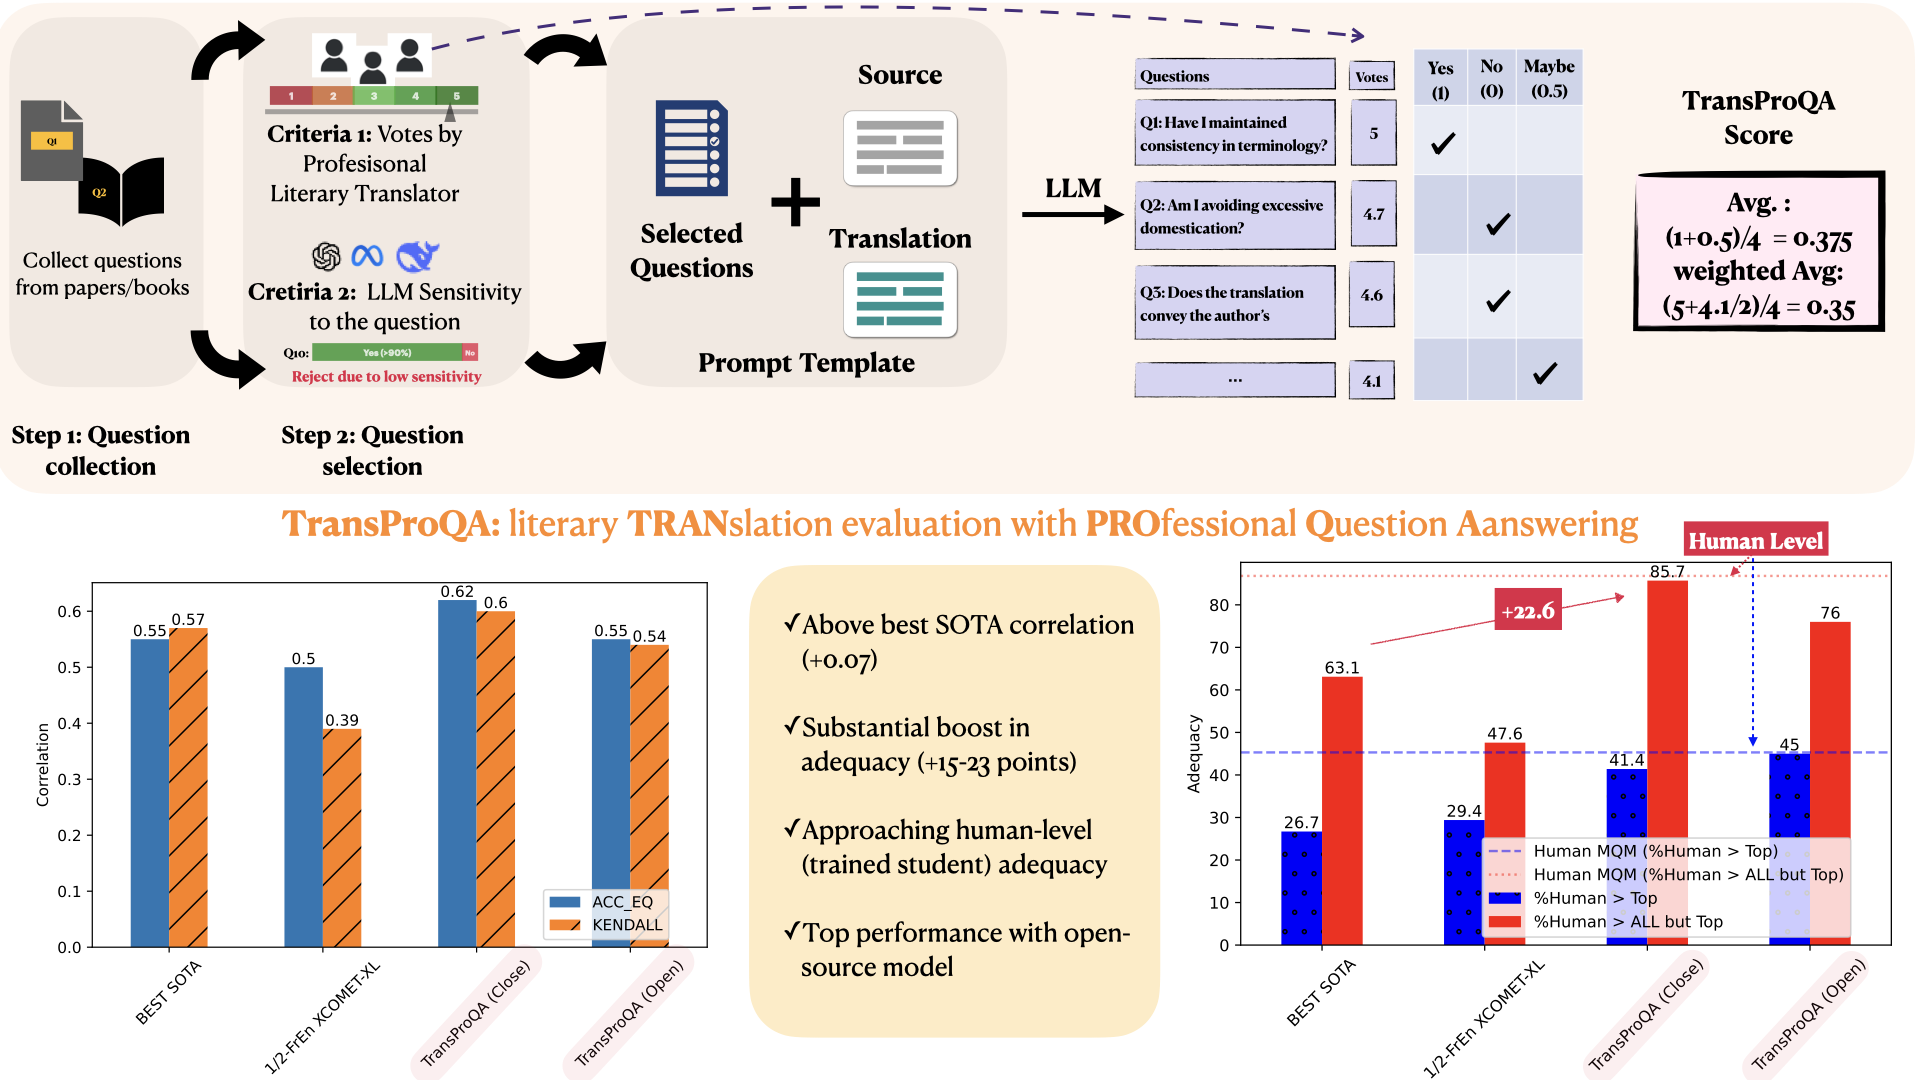 Q1
Q2
Collect questions
from papers/books
Step 1: Question
collection
1 2 3 4 5
Criteria 1: Votes by
Profesisonal
Literary Translator
Cretiria 2: LLM Sensitivity
to the question
Q10: Yes (>90%) No
Reject due to low sensitivity
Step 2: Question
selection
Selected
Questions
Source
Translation
Prompt Template
LLM
Questions Votes Yes (1) No (0) Maybe (0.5)
Q1: Have I maintained
consistency in terminology?
5
Q2: Am I avoiding excessive
domestication?
4.7
Q3: Does the translation
convey the author's
4.6
...
4.1
TransProQA
Score
Avg. :
(1+0.5)/4 = 0.375
weighted Avg:
(5+4.1/2)/4 = 0.35
TransProQA: literary TRANslation evaluation with PROfessional Question Aanswering
Correlation
0.6
0.5
0.4
0.3
0.2
0.1
0.0
0.55 0.57
0.5 0.39
0.62 0.6
0.55 0.54
ACC_EQ
KENDALL
BEST SOTA
1/2-FrEn XCOMET-XL
TransProQA (Close)
TransProQA (Open)
✓Above best SOTA correlation
(+0.07)
✓Substantial boost in
adequacy (+15-23 points)
✓Approaching human-level
(trained student) adequacy
✓Top performance with open-
source model
Human Level
+22.6
Adequacy
80
70
60
50
40
30
20
10
0
26.7 63.1
29.4 47.6
41.4 85.7
45 76
Human MQM (%Human > Top)
Human MQM (%Human > ALL but Top)
%Human > Top
%Human > ALL but Top
BEST SOTA
1/2-FrEn XCOMET-XL
TransProQA (Close)
TransProQA (Open)